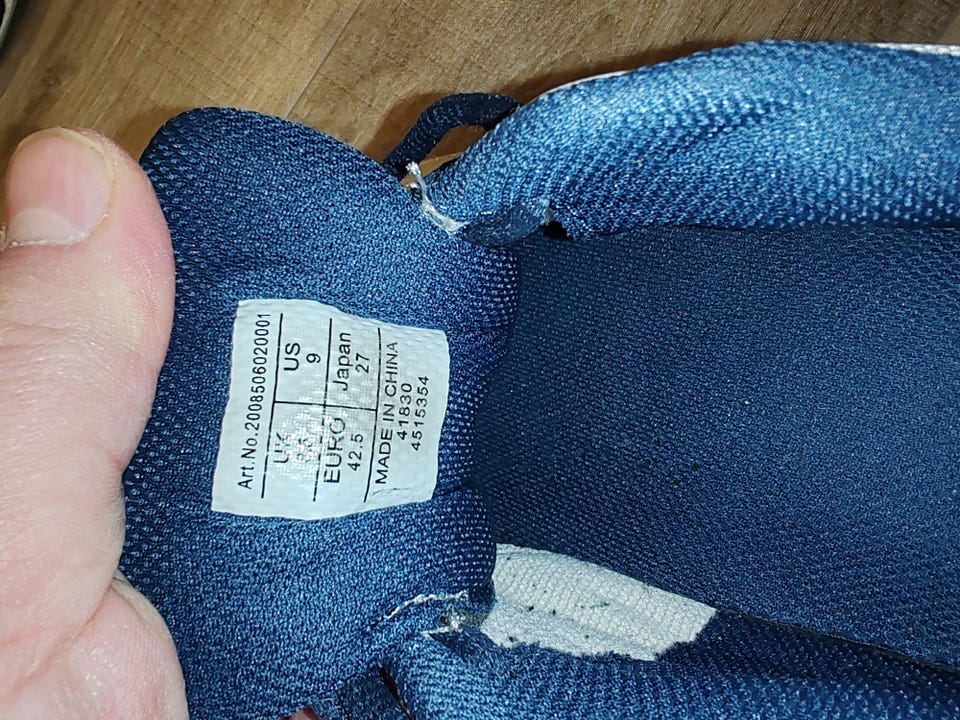 Art.No.2008506020001
UK US
9
EURO Japan
42.5 27
MADE IN CHINA
41830
4515354